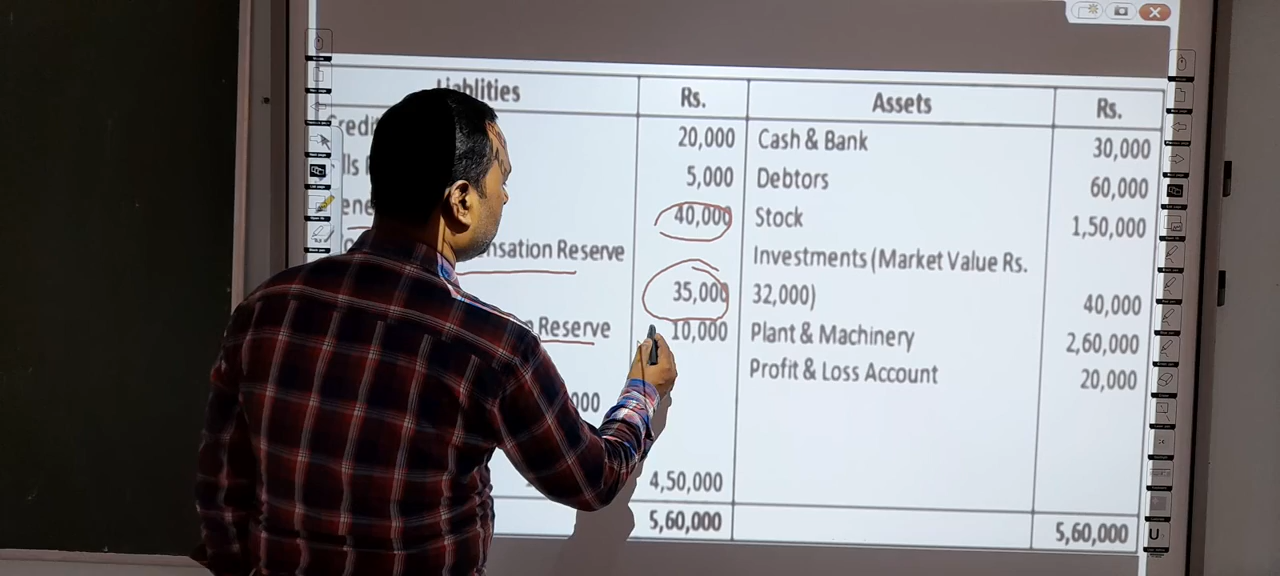 Liablities Rs. Assets Rs.
20,000 Cash & Bank 30,000
5,000 Debtors 60,000
40,000 Stock 1,50,000
Reserve Investments (Market Value Rs.
35,000 32,000) 40,000
Reserve 10,000 Plant & Machinery 2,60,000
Profit & Loss Account 20,000
4,50,000
5,60,000 5,60,000